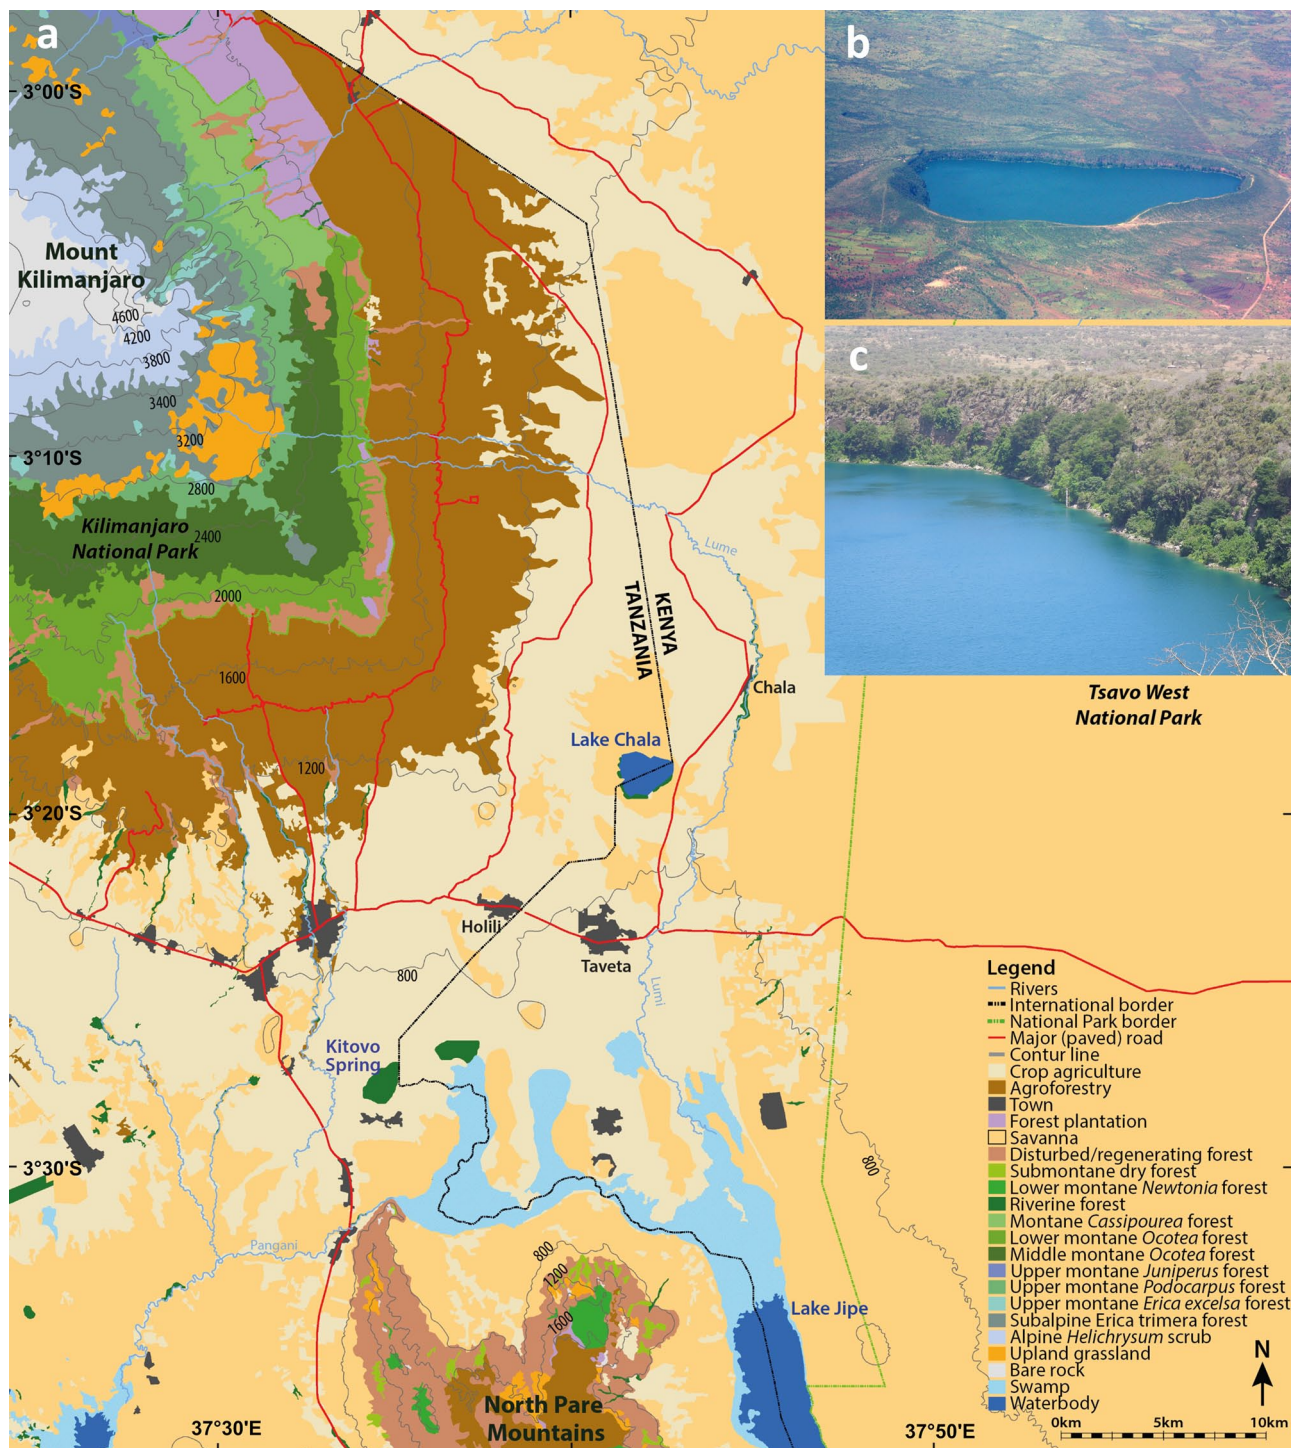 a
b
c
3°00'S
Mount
Kilimanjaro
4600
4200
3800
3400
3°10'S
3200
2800
Kilimanjaro
National Park
2400
Lume
2000
KENYA
TANZANIA
1600
Chala
Tsavo West
National Park
Lake Chala
1200
3°20'S
Holili
Taveta
800
Lumi
Kitovo
Spring
3°30'S
800
Pangani
800
1200
1600
Lake Jipe
North Pare
Mountains
37°30'E
37°50'E
Legend
Rivers
International border
National Park border
Major (paved) road
Contur line
Crop agriculture
Agroforestry
Town
Forest plantation
Savanna
Disturbed/regenerating forest
Submontane dry forest
Lower montane Newtonia forest
Riverine forest
Montane Cassipourea forest
Lower montane Ocotea forest
Middle montane Ocotea forest
Upper montane Juniperus forest
Upper montane Podocarpus forest
Upper montane Erica excelsa forest
Subalpine Erica trimera forest
Alpine Helichrysum scrub
Upland grassland
Bare rock
Swamp
Waterbody
N
0km 5km 10km